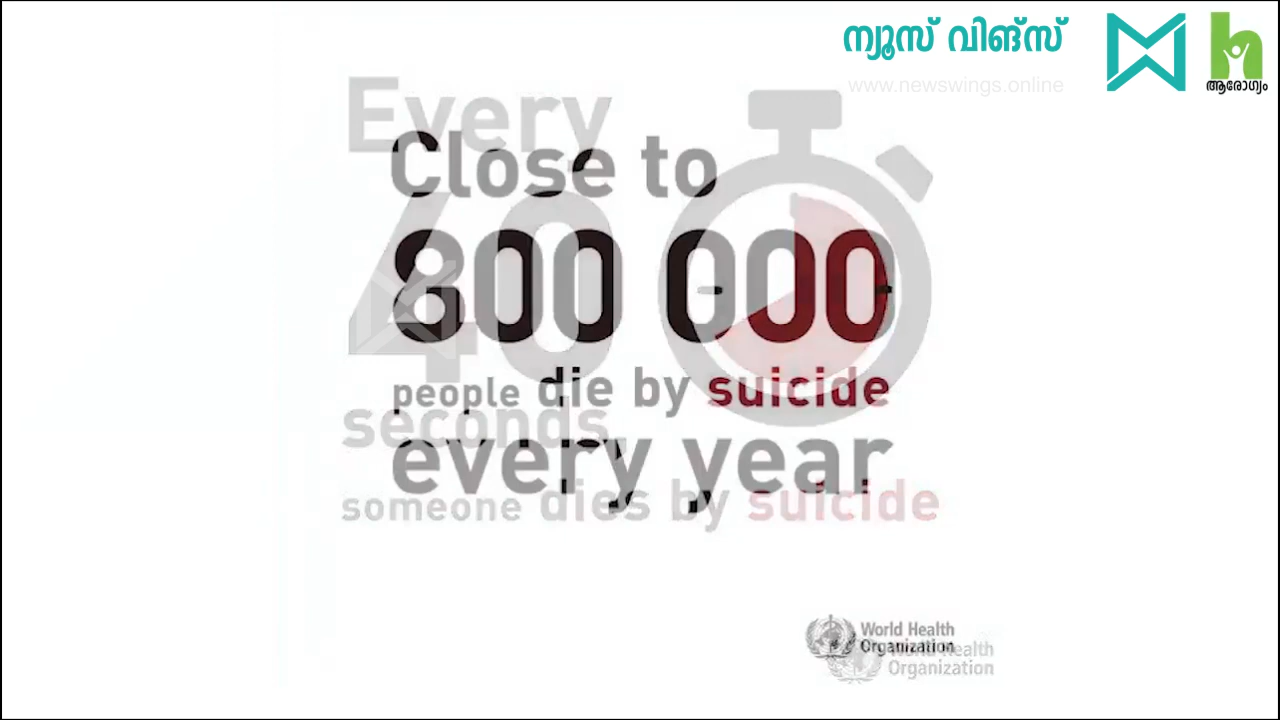 ന്യൂസ് വിങ്സ്
www.newswings.online
ആരോഗ്യം
Every
40
seconds,
someone dies by suicide
Close to
800 000
people die by suicide
every year
World Health
Organization
World Health
Organization